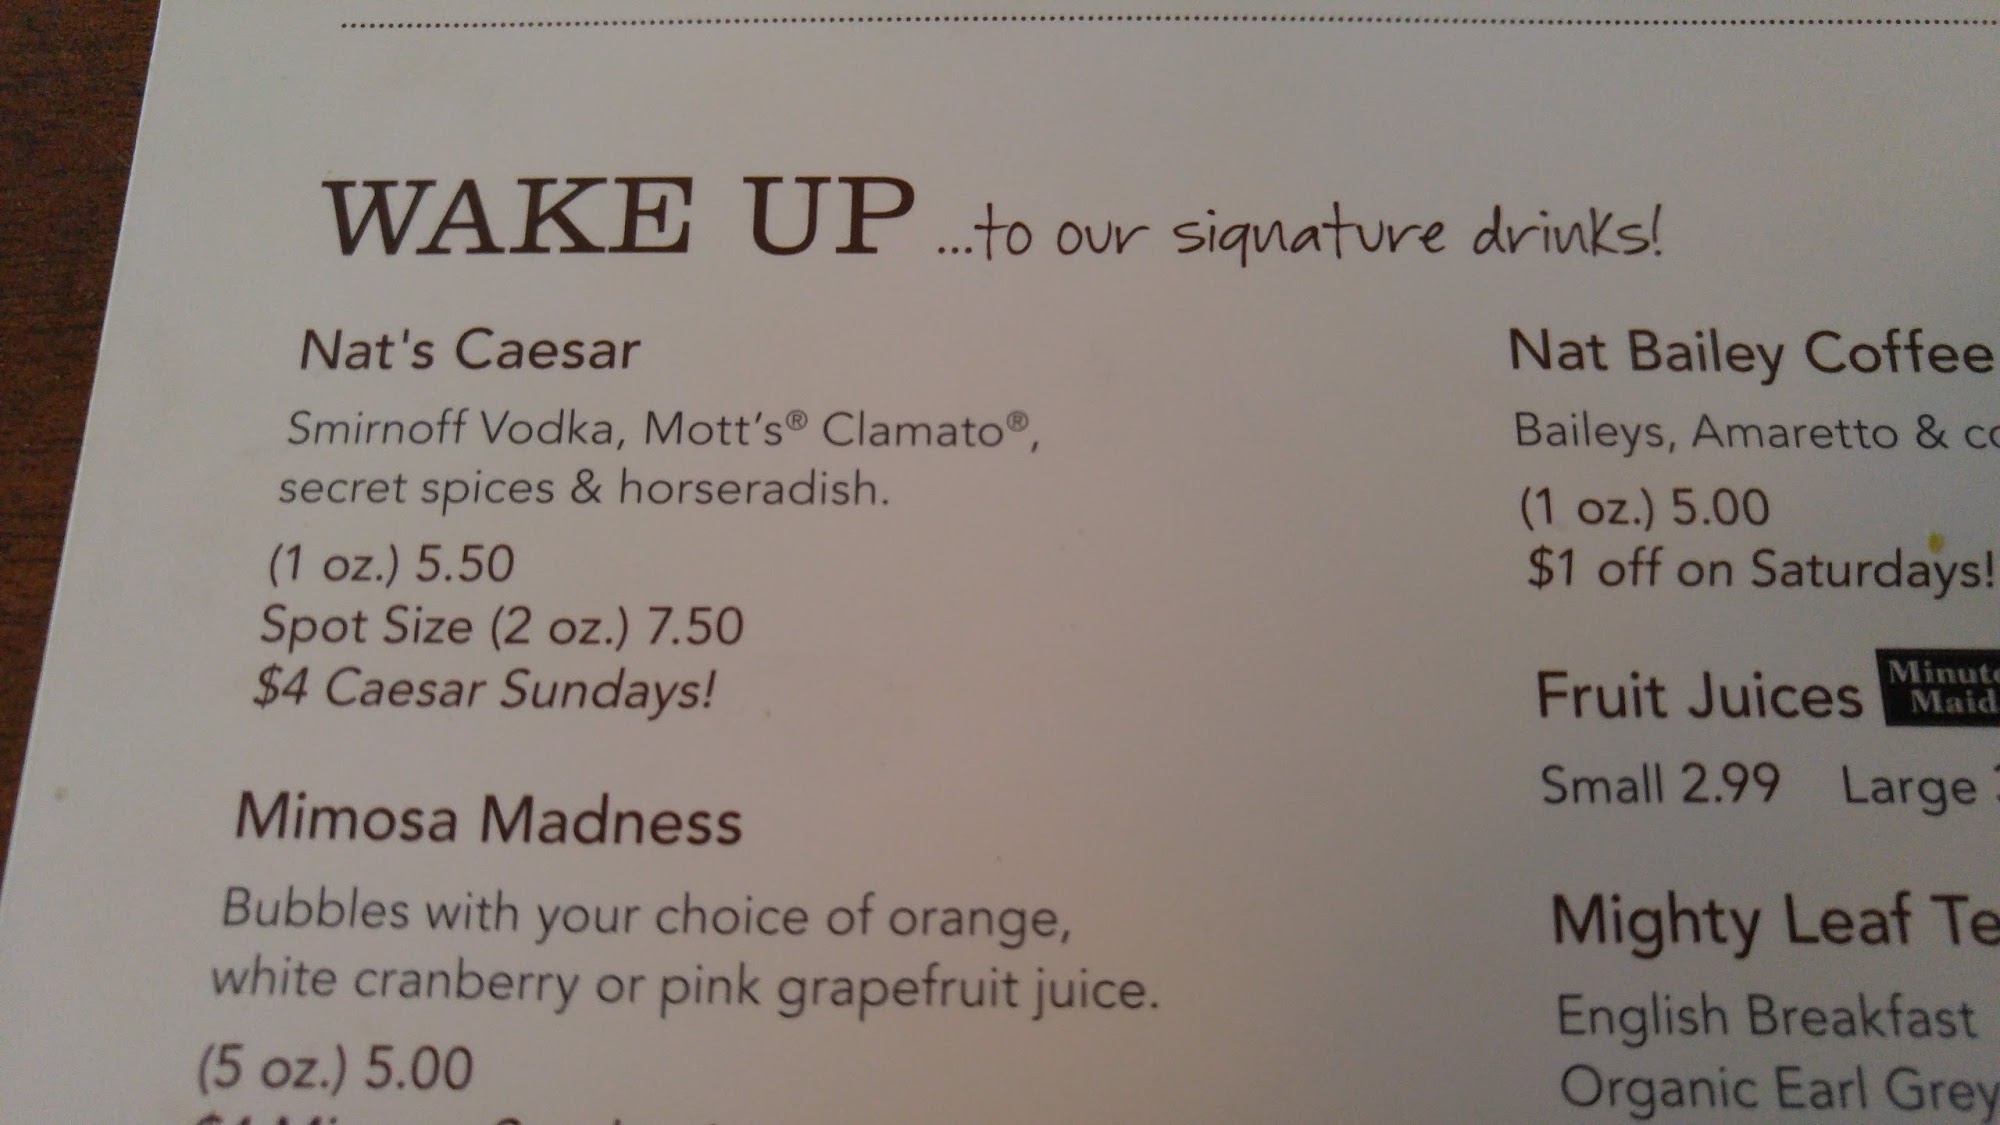 WAKE UP ...to our signature drinks!
Nat's Caesar
Smirnoff Vodka, Mott's® Clamato®,
secret spices & horseradish.
(1 oz.) 5.50
Spot Size (2 oz.) 7.50
$4 Caesar Sundays!
Mimosa Madness
Bubbles with your choice of orange,
white cranberry or pink grapefruit juice.
(5 oz.) 5.00
Nat Bailey Coffee
Baileys, Amaretto &
(1 oz.) 5.00
$1 off on Saturdays!
Fruit Juices Minute
Maid
Small 2.99 Large
Mighty Leaf
English Breakfast
Organic Earl Grey